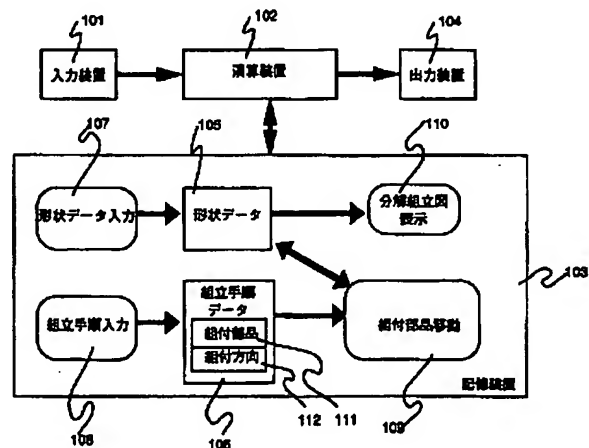 101
102
104
入力装置
演算装置
出力装置
107
105
110
形状データ入力
形状データ
分解組立図
提示
103
組立手順入力
組立手順
データ
組付部品
組付方向
組付部品移動
記憶装置
112
111
108
106
109